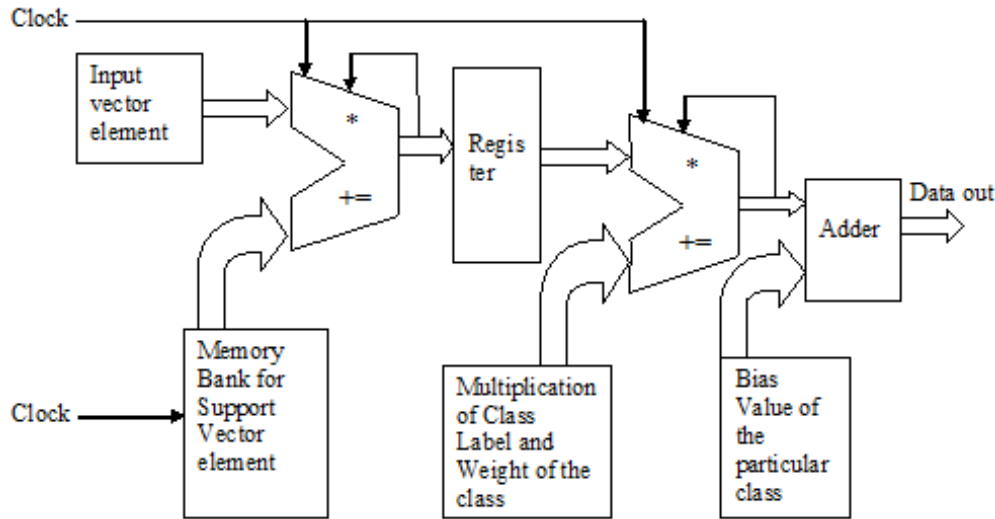 Clock
Input
vector
element
*
+=
Regis
ter
*
+=
Adder
Data out
Clock
Memory
Bank for
Support
Vector
element
Multiplication
of Class
Label and
Weight of the
class
Bias
Value of
the
particular
class